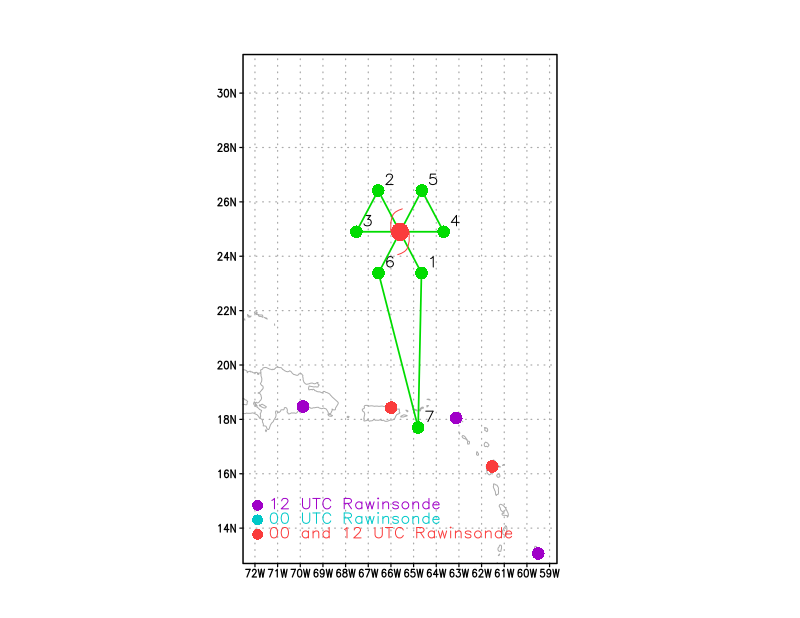 30N
28N
26N
2
5
3
4
24N
6
1
22N
20N
18N
7
16N
12 UTC Rawinsonde
00 UTC Rawinsonde
14N
00 and 12 UTC Rawinsonde
72W 71W 70W 69W 68W 67W 66W 65W 64W 63W 62W 61W 60W 59W